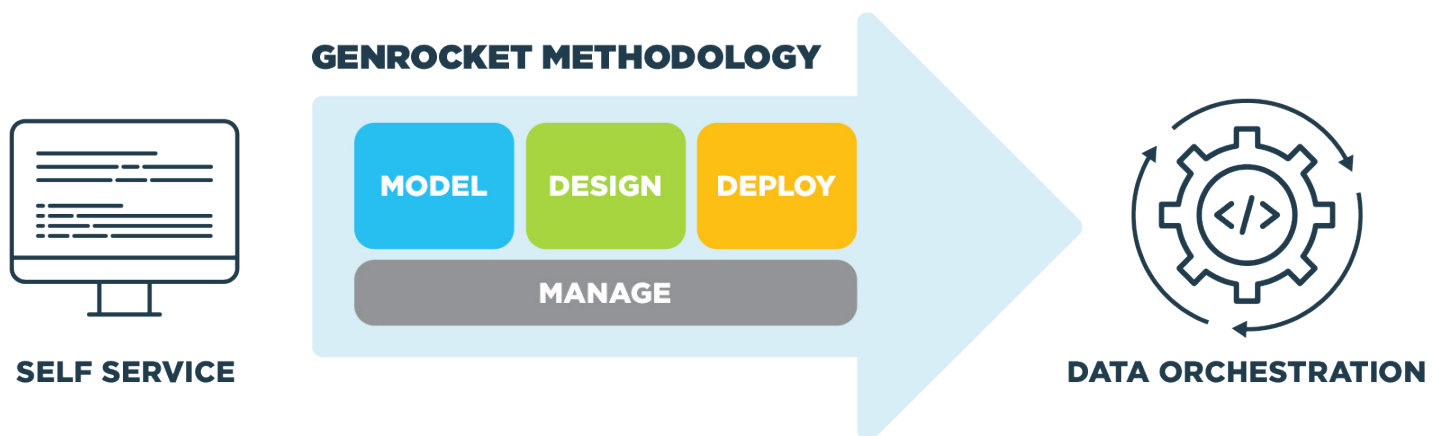 GENROCKET METHODOLOGY
MODEL
DESIGN
DEPLOY
MANAGE
</>
SELF SERVICE
DATA ORCHESTRATION